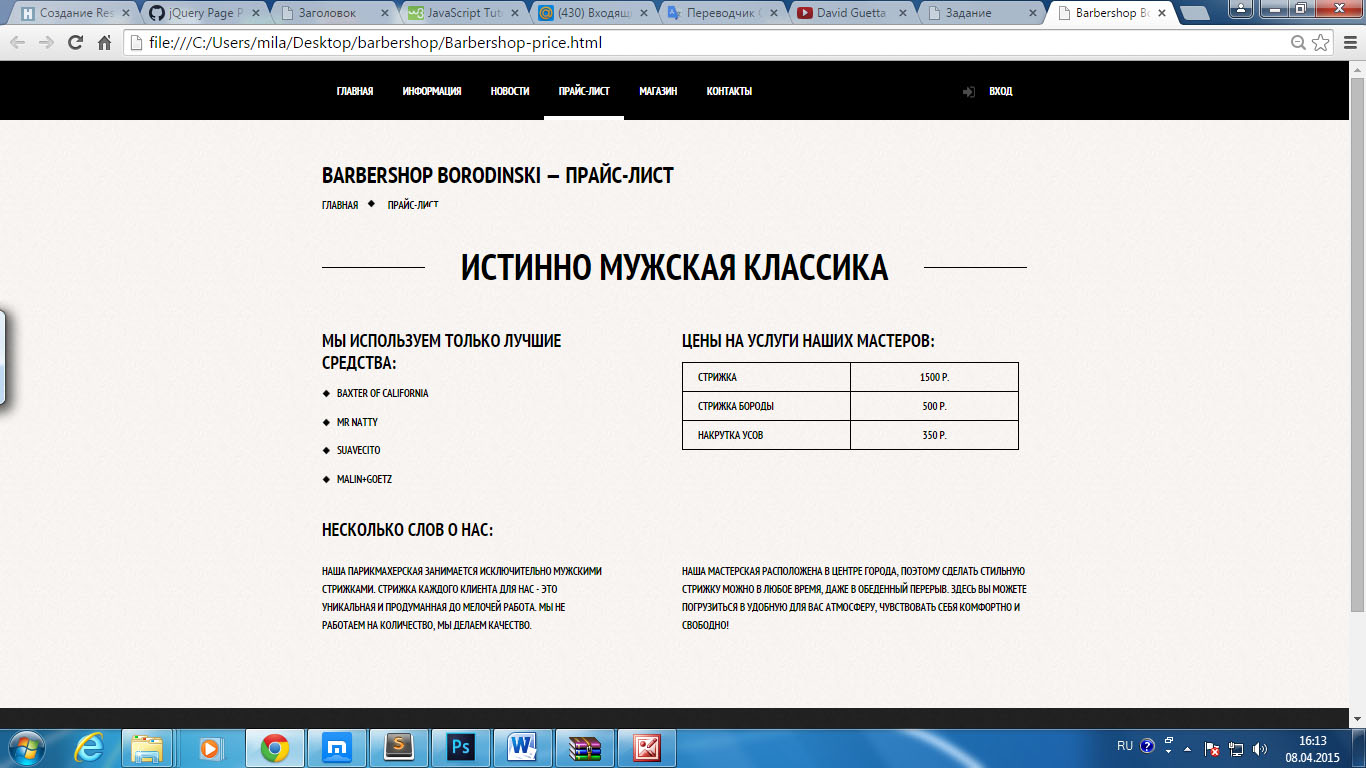 Создание Res
jQuery Page P
Заголовок
w3 JavaScript Tuto
(430) Входящи
Переводчик
David Guetta
Задание
Barbershop Bo
file:///C:/Users/mila/Desktop/barbershop/Barbershop-price.html
ГЛАВНАЯ ИНФОРМАЦИЯ НОВОСТИ ПРАЙС-ЛИСТ МАГАЗИН КОНТАКТЫ ВХОД
BARBERSHOP BORODINSKI — ПРАЙС-ЛИСТ
ГЛАВНАЯ ПРАЙС-ЛИСТ
ИСТИННО МУЖСКАЯ КЛАССИКА
МЫ ИСПОЛЬЗУЕМ ТОЛЬКО ЛУЧШИЕ
СРЕДСТВА:
BAXTER OF CALIFORNIA
MR NATTY
SUAVECITO
MALIN+GOETZ
ЦЕНЫ НА УСЛУГИ НАШИХ МАСТЕРОВ:
СТРИЖКА 1500 Р.
СТРИЖКА БОРОДЫ 500 Р.
НАКРУТКА УСОВ 350 Р.
НЕСКОЛЬКО СЛОВ О НАС:
НАША ПАРИКМАХЕРСКАЯ ЗАНИМАЕТСЯ ИСКЛЮЧИТЕЛЬНО МУЖСКИМИ
СТРИЖКАМИ. СТРИЖКА КАЖДОГО КЛИЕНТА ДЛЯ НАС - ЭТО
УНИКАЛЬНАЯ И ПРОДУМАННАЯ ДО МЕЛОЧЕЙ РАБОТА. МЫ НЕ
РАБОТАЕМ НА КОЛИЧЕСТВО, МЫ ДЕЛАЕМ КАЧЕСТВО.
НАША МАСТЕРСКАЯ РАСПОЛОЖЕНА В ЦЕНТРЕ ГОРОДА, ПОЭТОМУ СДЕЛАТЬ СТИЛЬНУЮ
СТРИЖКУ МОЖНО В ЛЮБОЕ ВРЕМЯ, ДАЖЕ В ОБЕДЕННЫЙ ПЕРЕРЫВ. ЗДЕСЬ ВЫ МОЖЕТЕ
ПОГРУЗИТЬСЯ В УДОБНУЮ ДЛЯ ВАС АТМОСФЕРУ, ЧУВСТВОВАТЬ СЕБЯ КОМФОРТНО И
СВОБОДНО!
Ps
RU
16:13
08.04.2015